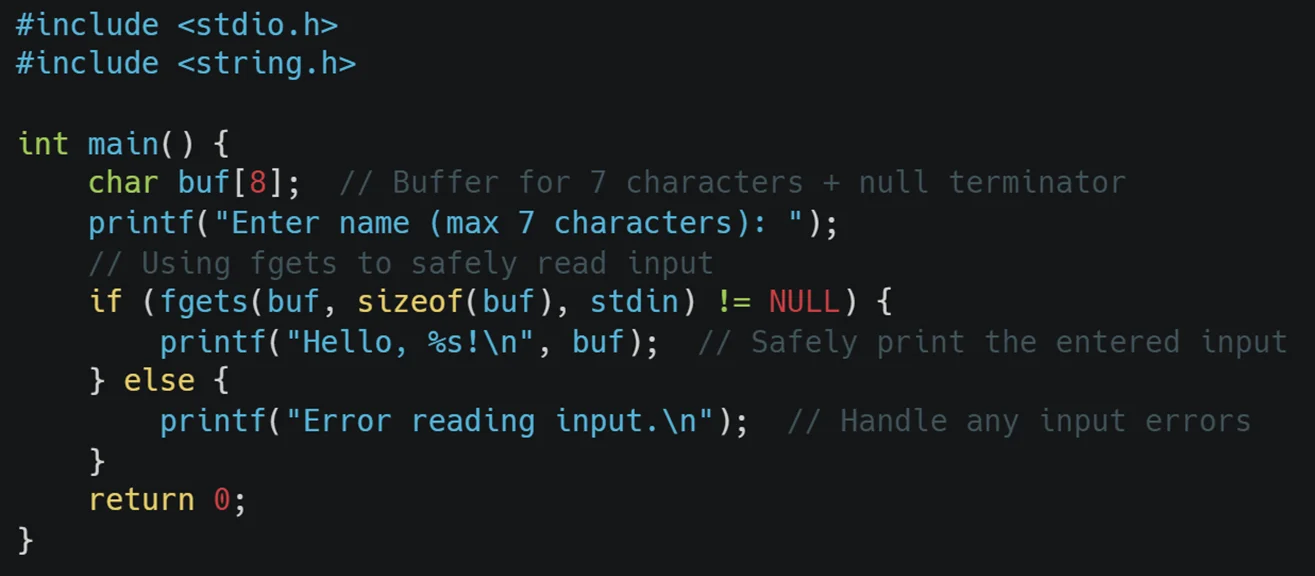 #include <stdio.h>
#include <string.h>

int main() {
    char buf[8];  // Buffer for 7 characters + null terminator
    printf("Enter name (max 7 characters): ");
    // Using fgets to safely read input
    if (fgets(buf, sizeof(buf), stdin) != NULL) {
        printf("Hello, %s!\n", buf);  // Safely print the entered input
    } else {
        printf("Error reading input.\n");  // Handle any input errors
    }
    return 0;
}